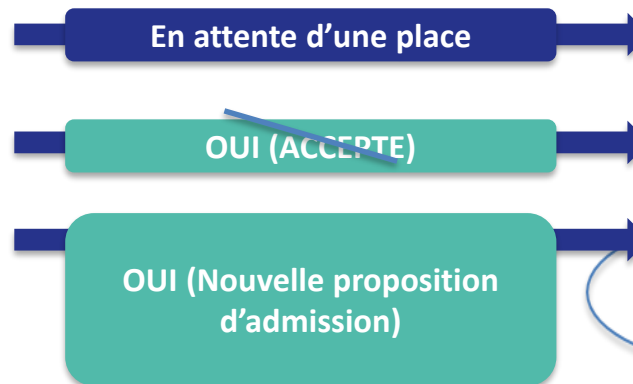 En attente d’une place
OUI (ACCEPTE)
OUI (Nouvelle proposition
d’admission)